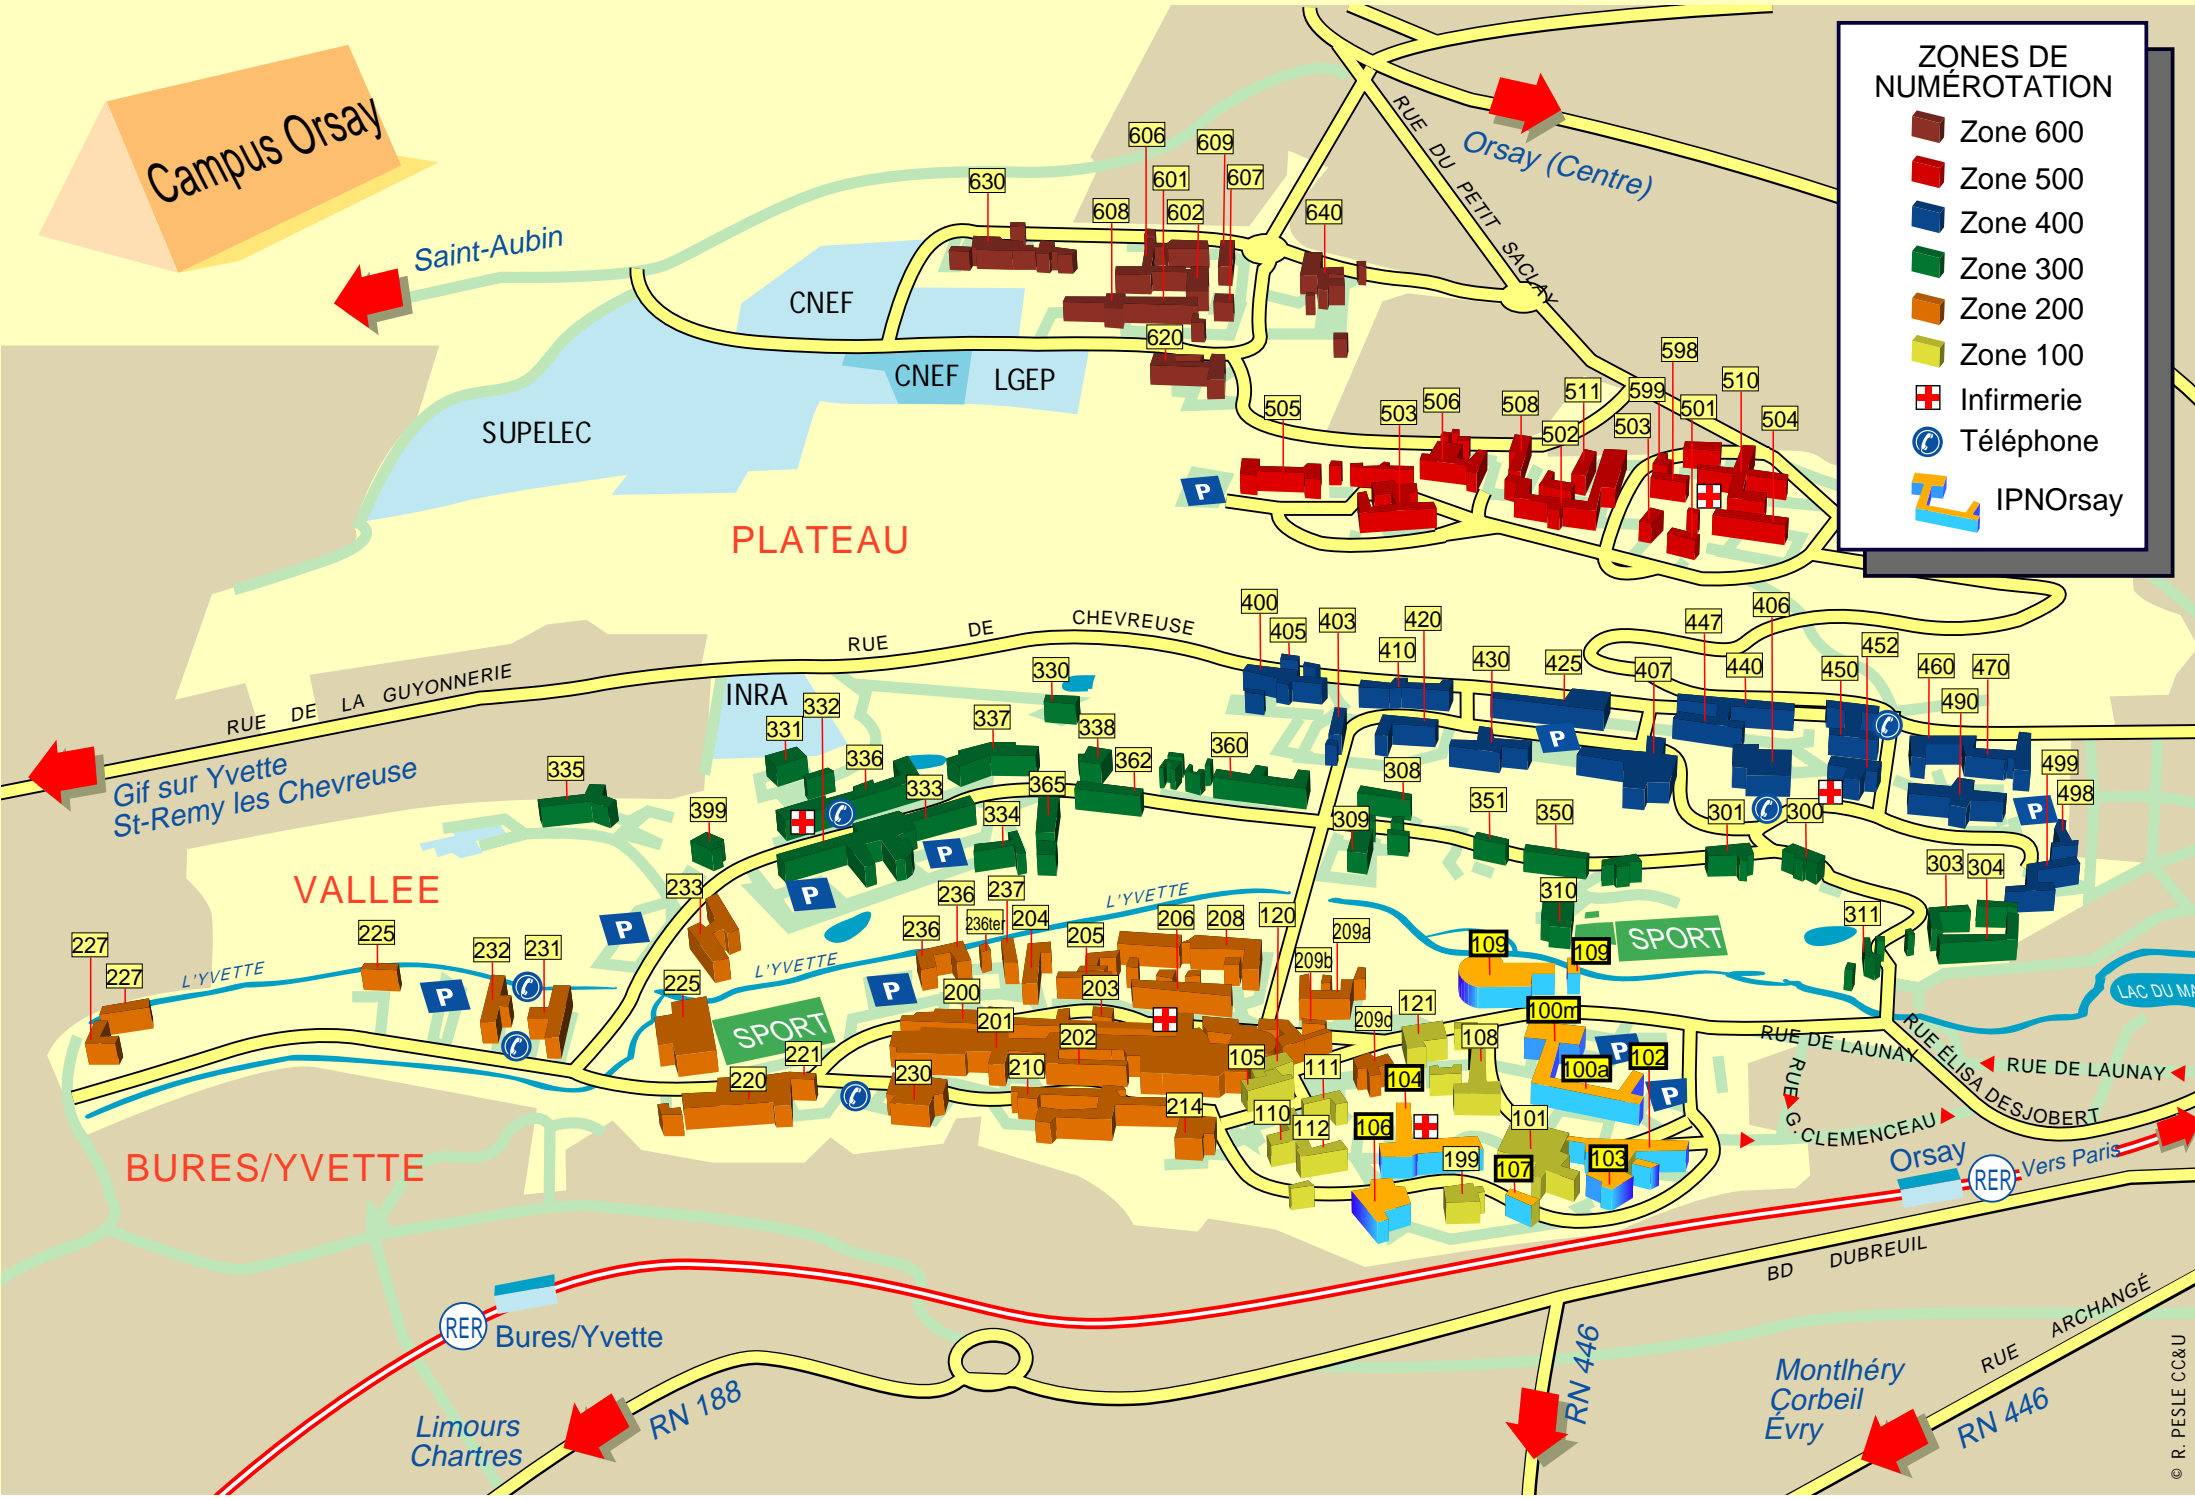 Campus Orsay
ZONES DE
NUMÉROTATION
Zone 600
Zone 500
Zone 400
Zone 300
Zone 200
Zone 100
Infirmerie
Téléphone
IPNOrsay
Orsay (Centre)
RUE DU PETIT SACLAY
Saint-Aubin
606
609
630
601
607
608
602
640
CNEF
620
CNEF
LGEP
SUPELEC
598
510
511
599
505
503
506
508
501
504
502
503
P
PLATEAU
RUE DE CHEVREUSE
RUE DE LA GUYONNERIE
400
405
403
420
447
406
410
430
425
407
440
450
452
460
470
490
P
499
498
P
INRA
330
332
331
337
338
336
362
360
335
333
365
308
399
334
309
351
350
301
300
303
304
310
311
P
P
P
Gif sur Yvette
St-Remy les Chevreuse
VALLEE
L'YVETTE
L'YVETTE
L'YVETTE
233
236
237
236
236ter
204
205
206
208
120
209a
209b
227
227
225
232
231
225
P
P
200
203
201
202
209d
SPORT
SPORT
109
109
100m
121
108
P
102
100a
P
221
220
230
210
105
111
104
214
110
112
106
101
199
107
103
LAC DU MA
RUE DE LAUNAY
RUE DE LAUNAY
RUE ÉLISA DESJOBERT
RUE G. CLEMENCEAU
Orsay
RER
Vers Paris
BURES/YVETTE
RER
Bures/Yvette
BD DUBREUIL
RUE ARCHANGÉ
RN 446
RN 188
Limours
Chartres
Montlhéry
Corbeil
Évry
RN 446
© R. PESLE CC&U